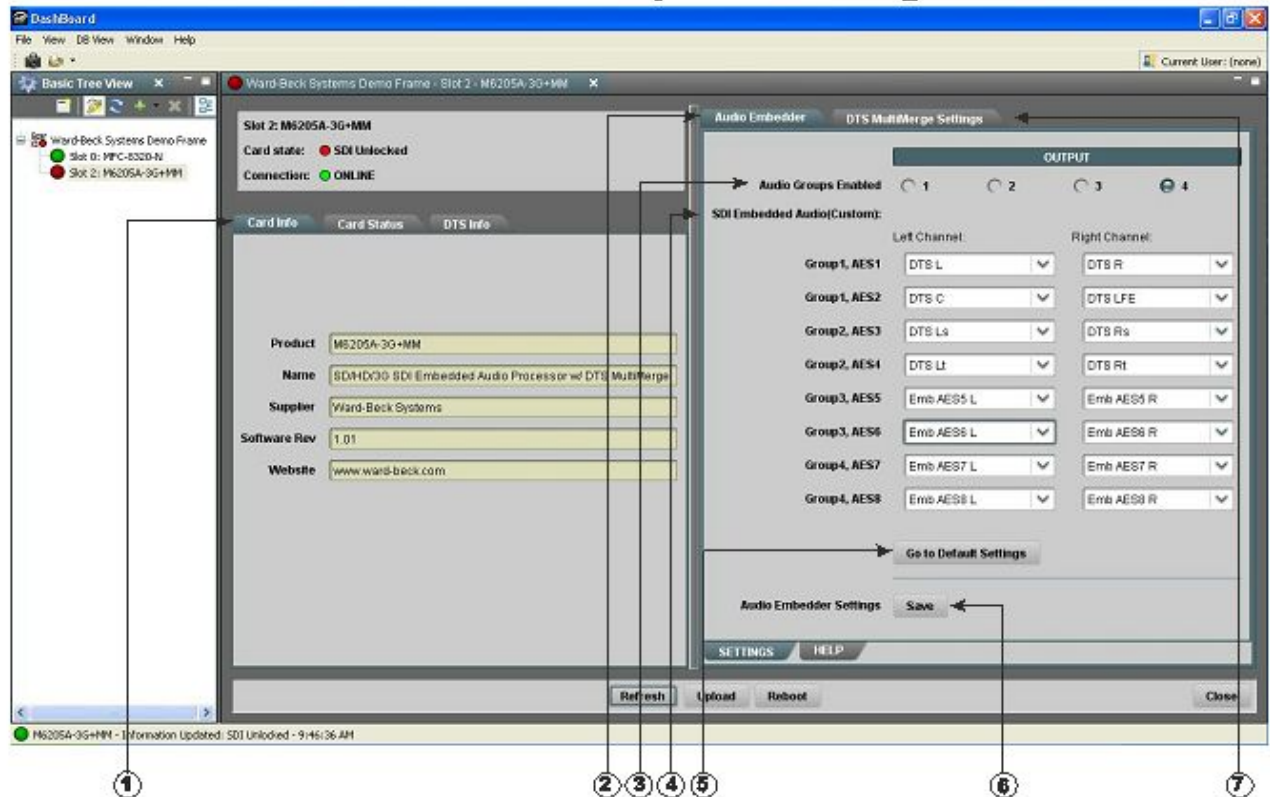 DashBoard
File View DB View Window Help
Current User: (none)
Basic Tree View
Ward-Beck Systems Demo Frame - Slot 2 - M6205A-3G+MM
Ward-Beck Systems Demo Frame
Slot 0: MFC-8320-N
Slot 2: M6205A-3G+MM
Slot 2: M6205A-3G+MM
Card state: SDI Unlocked
Connection: ONLINE
Card Info Card Status DTS Info
Product M6205A-3G+MM
Name SD/HD/3G SDI Embedded Audio Processor w/ DTS MultiMerge
Supplier Ward-Beck Systems
Software Rev 1.01
Website www.ward-beck.com
Audio Embedder DTS MultiMerge Settings
OUTPUT
Audio Groups Enabled 1 2 3 4
SDI Embedded Audio(Custom):
Left Channel: Right Channel:
Group1, AES1 DTS L DTS R
Group1, AES2 DTS C DTS LFE
Group2, AES3 DTS Ls DTS Rs
Group2, AES4 DTS Lt DTS Rt
Group3, AES5 Emb AES5 L Emb AES5 R
Group3, AES6 Emb AES6 L Emb AES6 R
Group4, AES7 Emb AES7 L Emb AES7 R
Group4, AES8 Emb AES8 L Emb AES8 R
Go to Default Settings
Audio Embedder Settings Save
SETTINGS HELP
Refresh Upload Reboot Close
M6205A-3G+MM - Information Updated: SDI Unlocked - 9:46:36 AM
1 2 3 4 5 6 7